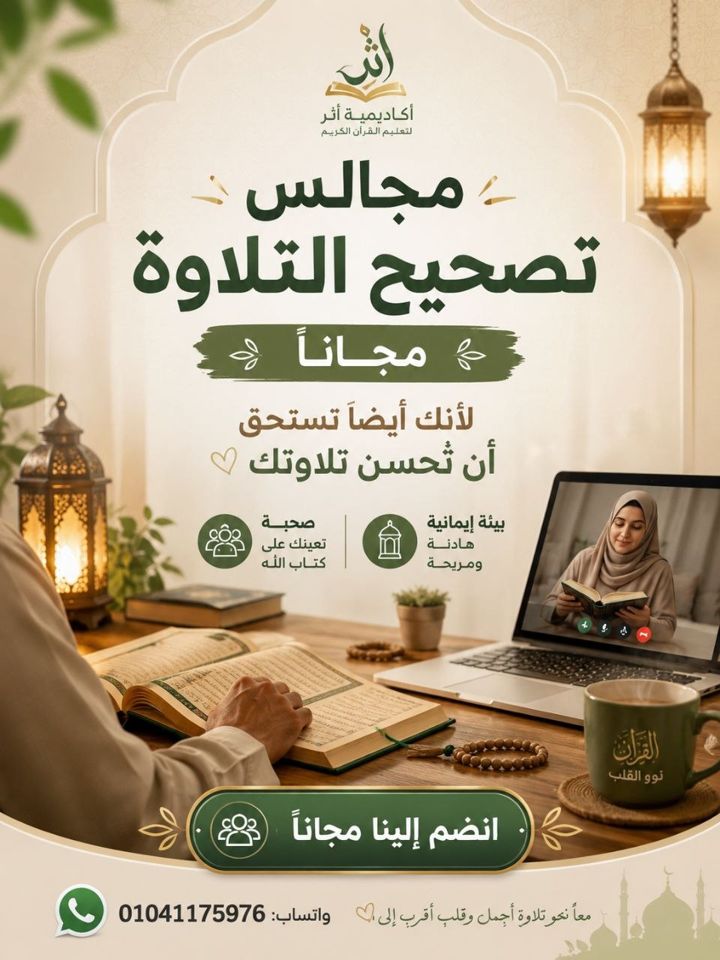 أثر
أكاديمية أثر
لتعليم القرآن الكريم
مجالس
تصحيح التلاوة
مجاناً
لأنك أيضاً تستحق
أن تُحسن تلاوتك
بيئة إيمانية
هادئة
ومريحة
صحبة
تعينك على
كتاب الله
القرآن
نوو القلب
انضم إلينا مجاناً
معاً نحو تلاوة أجمل وقلب أقرب إلى
واتساب: 01041175976